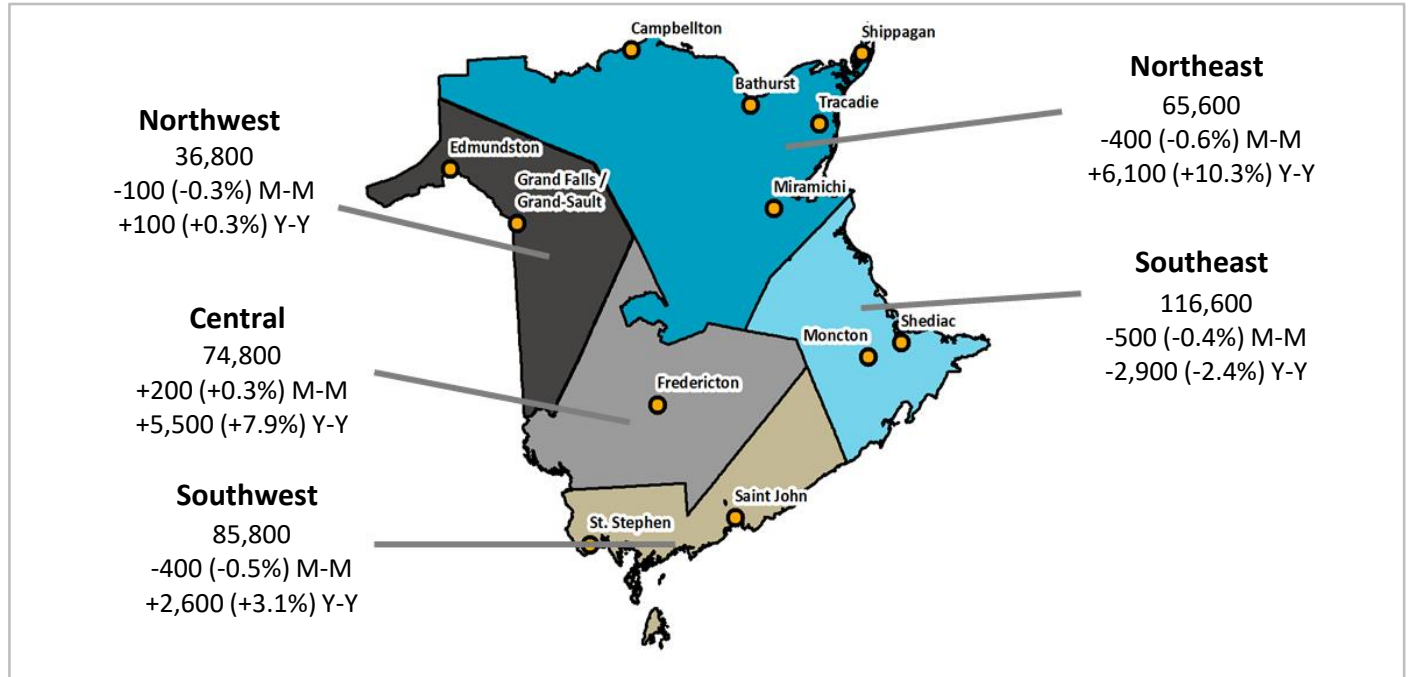 Northwest
36,800
-100 (-0.3%) M-M
+100 (+0.3%) Y-Y
Central
74,800
+200 (+0.3%) M-M
+5,500 (+7.9%) Y-Y
Southwest
85,800
-400 (-0.5%) M-M
+2,600 (+3.1%) Y-Y
Campbellton
Shippagan
Bathurst
Tracadie
Edmundston
Grand Falls /
Grand-Sault
Miramichi
Moncton
Shediac
Fredericton
Saint John
St. Stephen
Northeast
65,600
-400 (-0.6%) M-M
+6,100 (+10.3%) Y-Y
Southeast
116,600
-500 (-0.4%) M-M
-2,900 (-2.4%) Y-Y